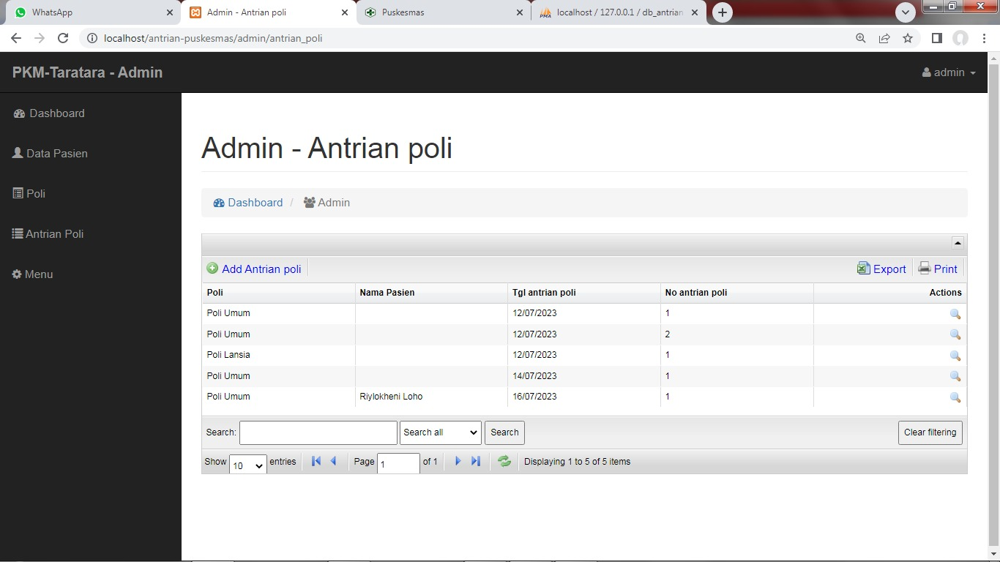 WhatsApp
Admin - Antrian poli
Puskesmas
PMA localhost / 127.0.0.1 / db_antrian
localhost/antrian-puskesmas/admin/antrian_poli
PKM-Taratara - Admin
admin
Dashboard
Data Pasien
Poli
Antrian Poli
Menu
Admin - Antrian poli
Dashboard / Admin
Add Antrian poli
Export Print
Poli Nama Pasien Tgl antrian poli No antrian poli Actions
Poli Umum 12/07/2023 1
Poli Umum 12/07/2023 2
Poli Lansia 12/07/2023 1
Poli Umum 14/07/2023 1
Poli Umum Riylokheni Loho 16/07/2023 1
Search: Search all Search Clear filtering
Show 10 entries Page 1 of 1 Displaying 1 to 5 of 5 items